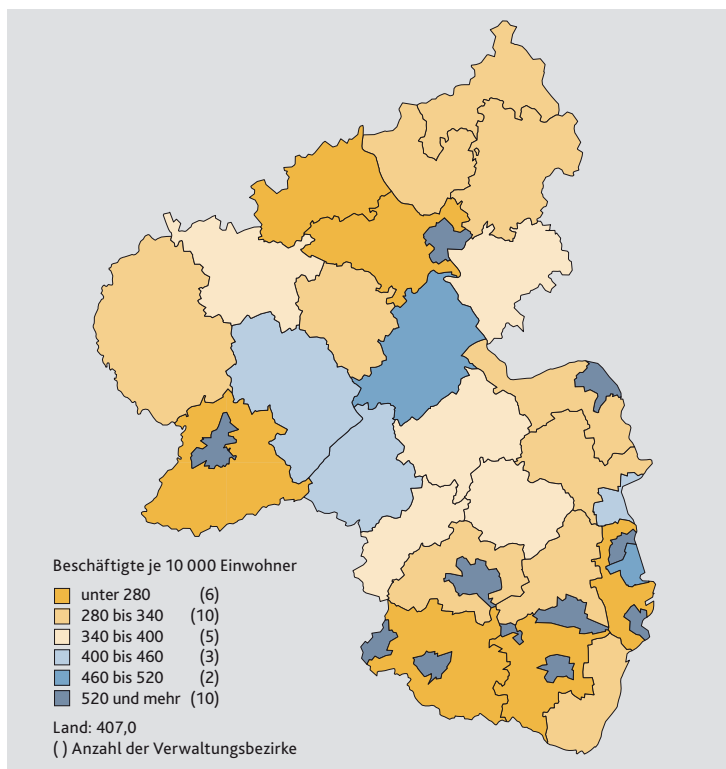 Beschäftigte je 10 000 Einwohner
unter 280 (6)
280 bis 340 (10)
340 bis 400 (5)
400 bis 460 (3)
460 bis 520 (2)
520 und mehr (10)
Land: 407,0
( ) Anzahl der Verwaltungsbezirke